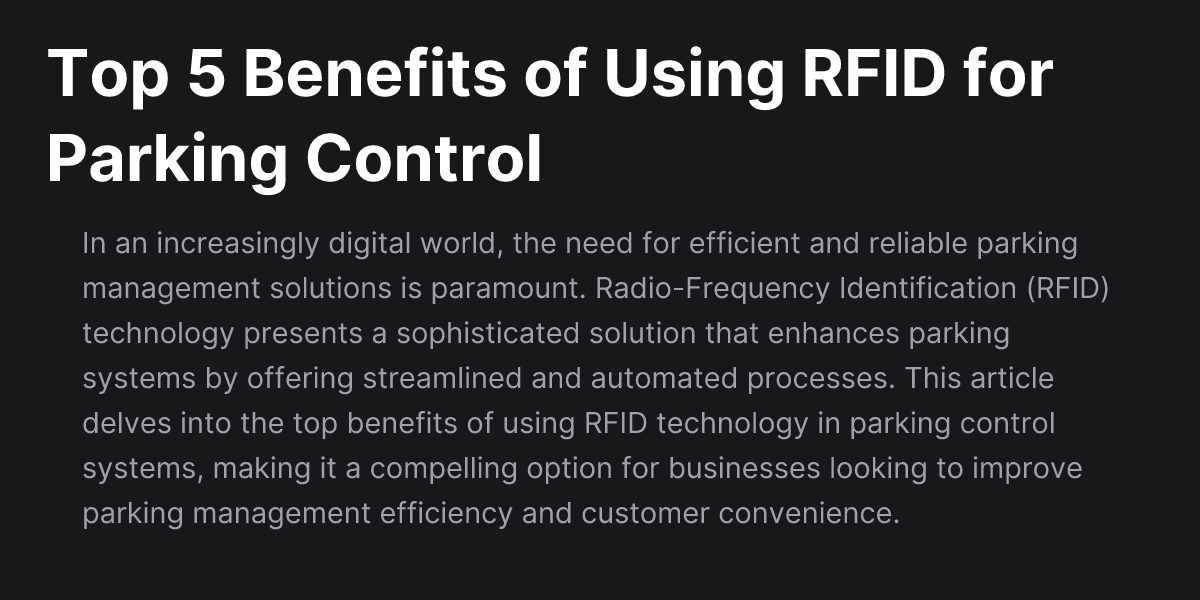 Top 5 Benefits of Using RFID for
Parking Control
In an increasingly digital world, the need for efficient and reliable parking
management solutions is paramount. Radio-Frequency Identification (RFID)
technology presents a sophisticated solution that enhances parking
systems by offering streamlined and automated processes. This article
delves into the top benefits of using RFID technology in parking control
systems, making it a compelling option for businesses looking to improve
parking management efficiency and customer convenience.